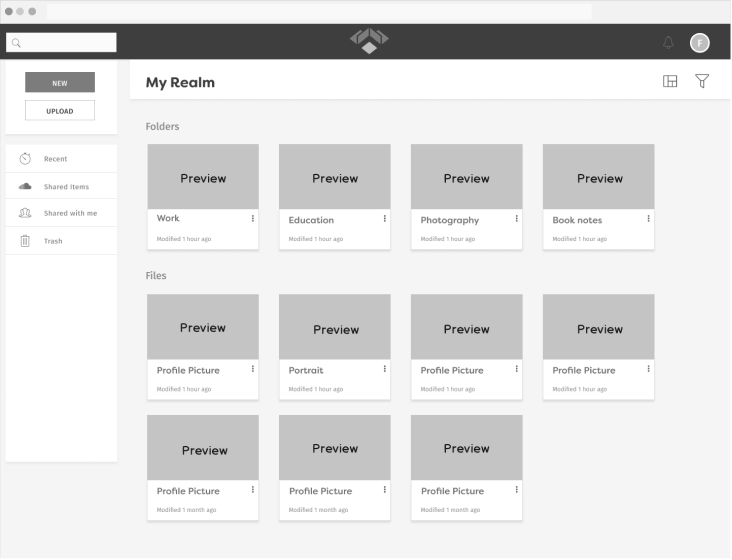 F
NEW
My Realm
UPLOAD
Folders
Recent
Shared Items
Shared with me
Trash
Preview
Preview
Preview
Preview
Work
Education
Photography
Book notes
Modified 1 hour ago
Modified 1 hour ago
Modified 1 hour ago
Modified 1 hour ago
Files
Preview
Preview
Preview
Preview
Profile Picture
Portrait
Profile Picture
Profile Picture
Modified 1 hour ago
Modified 1 hour ago
Modified 1 hour ago
Modified 1 hour ago
Preview
Preview
Preview
Profile Picture
Profile Picture
Profile Picture
Modified 1 month ago
Modified 1 month ago
Modified 1 month ago